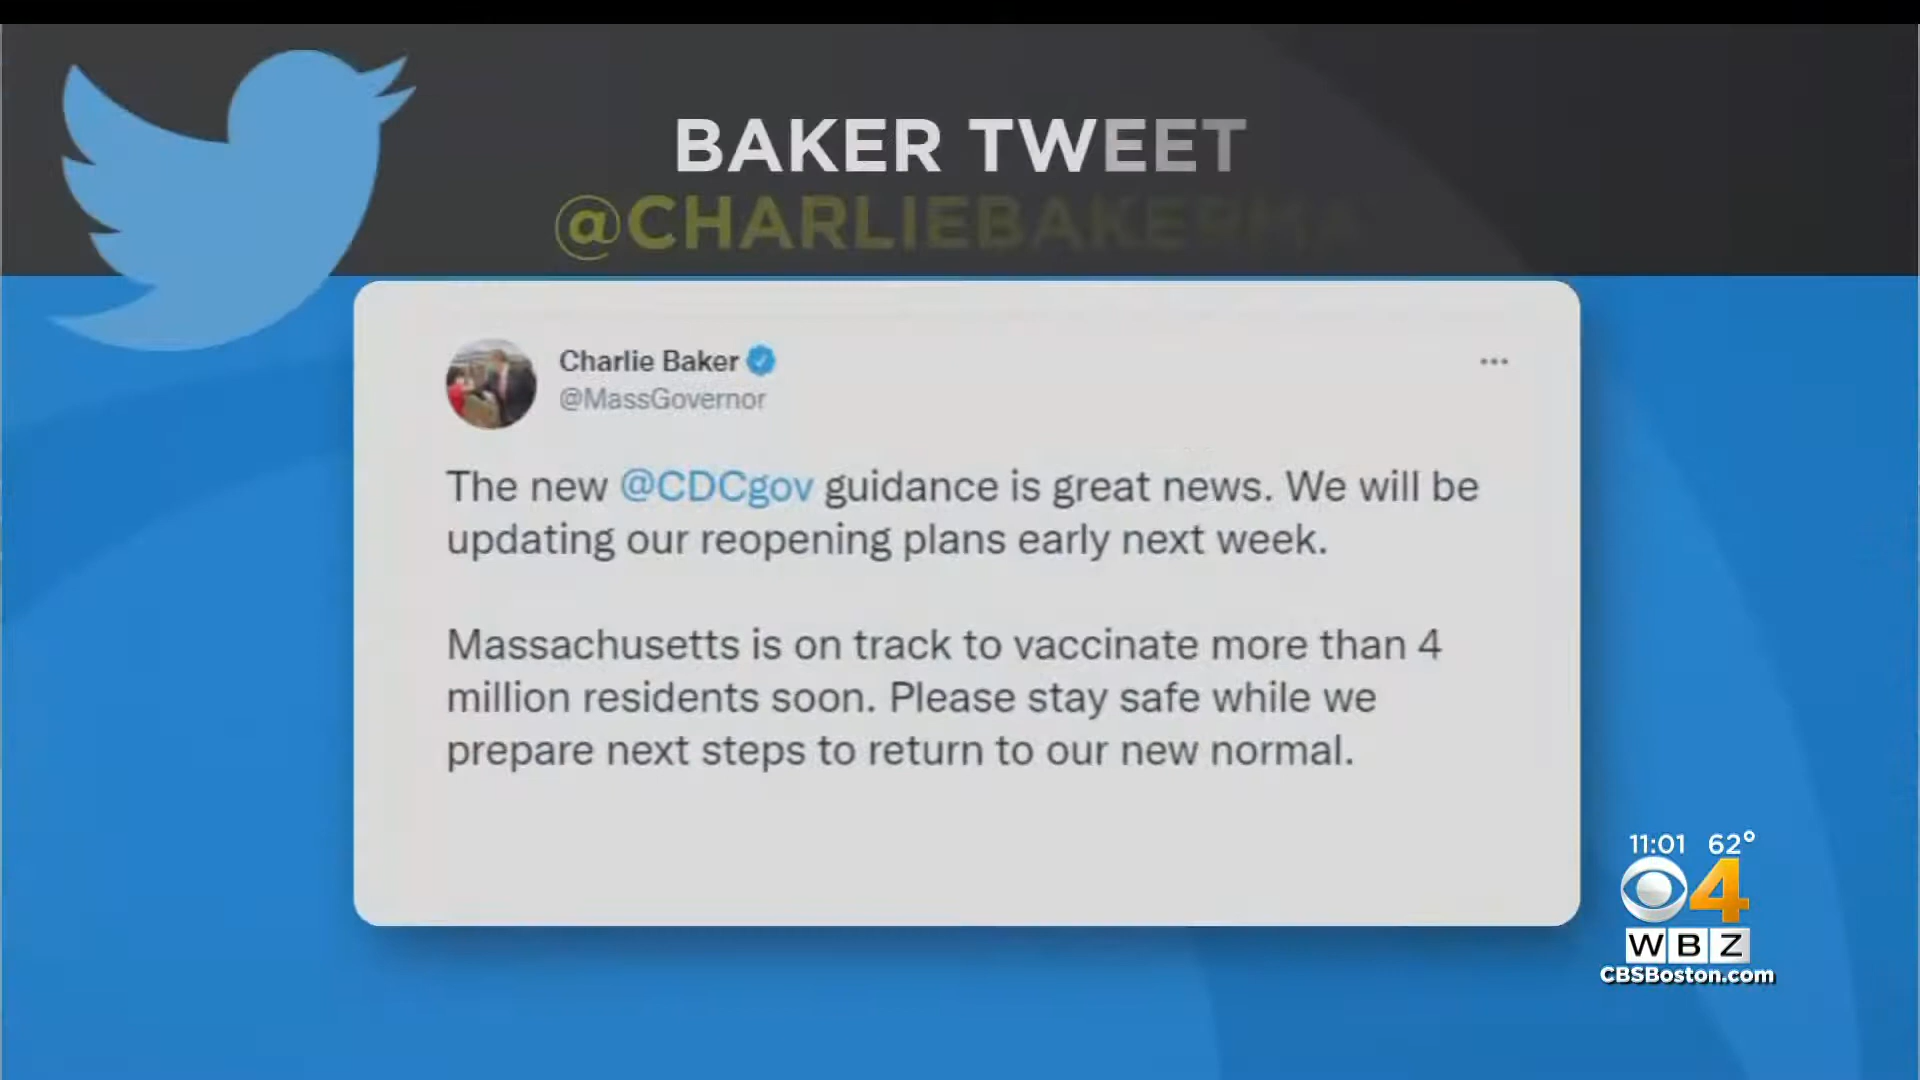 BAKER TWEET
@CHARLIEBAKERMA
Charlie Baker
@MassGovernor
The new @CDCgov guidance is great news. We will be
updating our reopening plans early next week.
Massachusetts is on track to vaccinate more than 4
million residents soon. Please stay safe while we
prepare next steps to return to our new normal.
11:01 62°
4
WBZ
CBSBoston.com